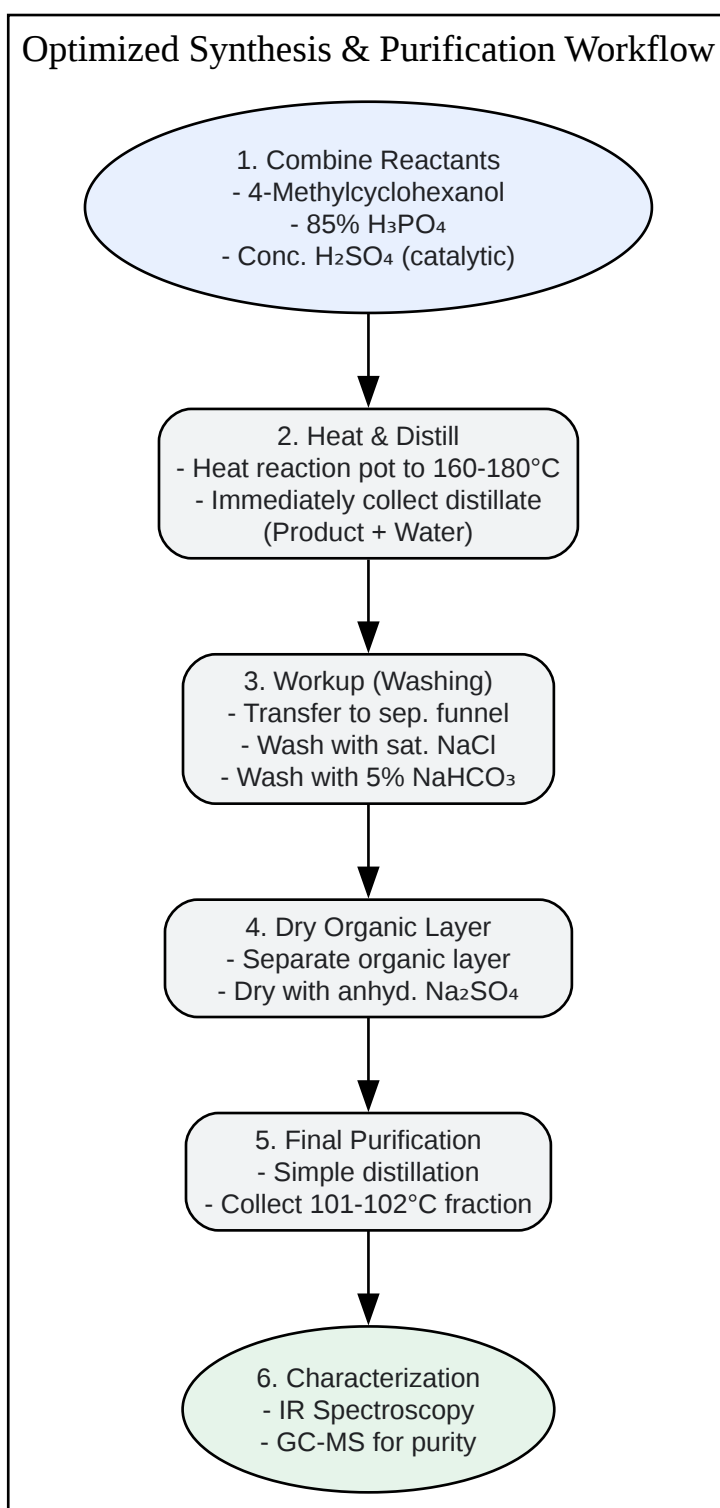 Optimized Synthesis & Purification Workflow
1. Combine Reactants
- 4-Methylcyclohexanol
- 85% H₃PO₄
- Conc. H₂SO₄ (catalytic)
2. Heat & Distill
- Heat reaction pot to 160-180°C
- Immediately collect distillate
(Product + Water)
3. Workup (Washing)
- Transfer to sep. funnel
- Wash with sat. NaCl
- Wash with 5% NaHCO₃
4. Dry Organic Layer
- Separate organic layer
- Dry with anhyd. Na₂SO₄
5. Final Purification
- Simple distillation
- Collect 101-102°C fraction
6. Characterization
- IR Spectroscopy
- GC-MS for purity